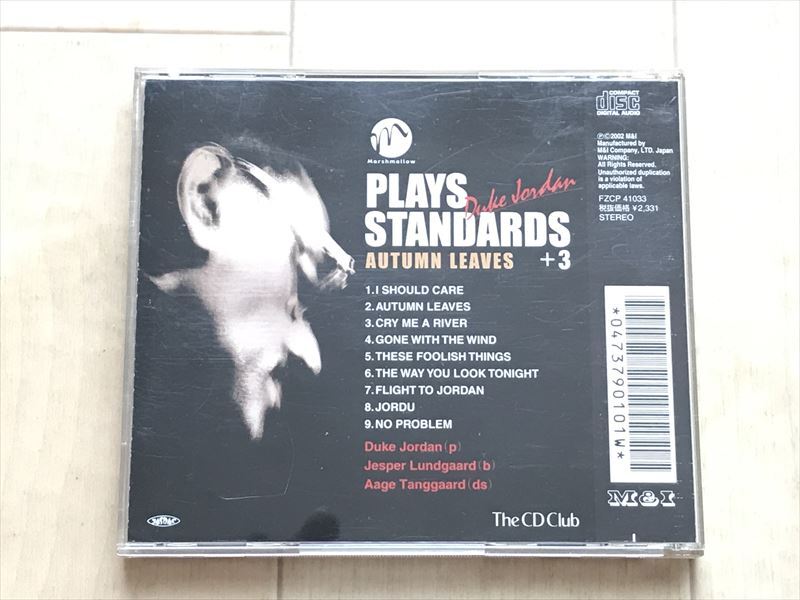 COMPACT
disc
DIGITAL AUDIO
Marshmallow
PLAYS
Duke Jordan
STANDARDS
AUTUMN LEAVES +3
1.I SHOULD CARE
2.AUTUMN LEAVES
3.CRY ME A RIVER
4.GONE WITH THE WIND
5.THESE FOOLISH THINGS
6.THE WAY YOU LOOK TONIGHT
7.FLIGHT TO JORDAN
8.JORDU
9.NO PROBLEM
Duke Jordan(p)
Jesper Lundgaard(b)
Aage Tanggaard(ds)
The CD Club
℗©2002 M&I
Manufactured by
M&I Company, LTD. Japan
WARNING:
All Rights Reserved.
Unauthorized duplication
is a violation of
applicable laws.
FZCP 41033
税抜価格 ¥2,331
STEREO
*0473790101W*
M&I